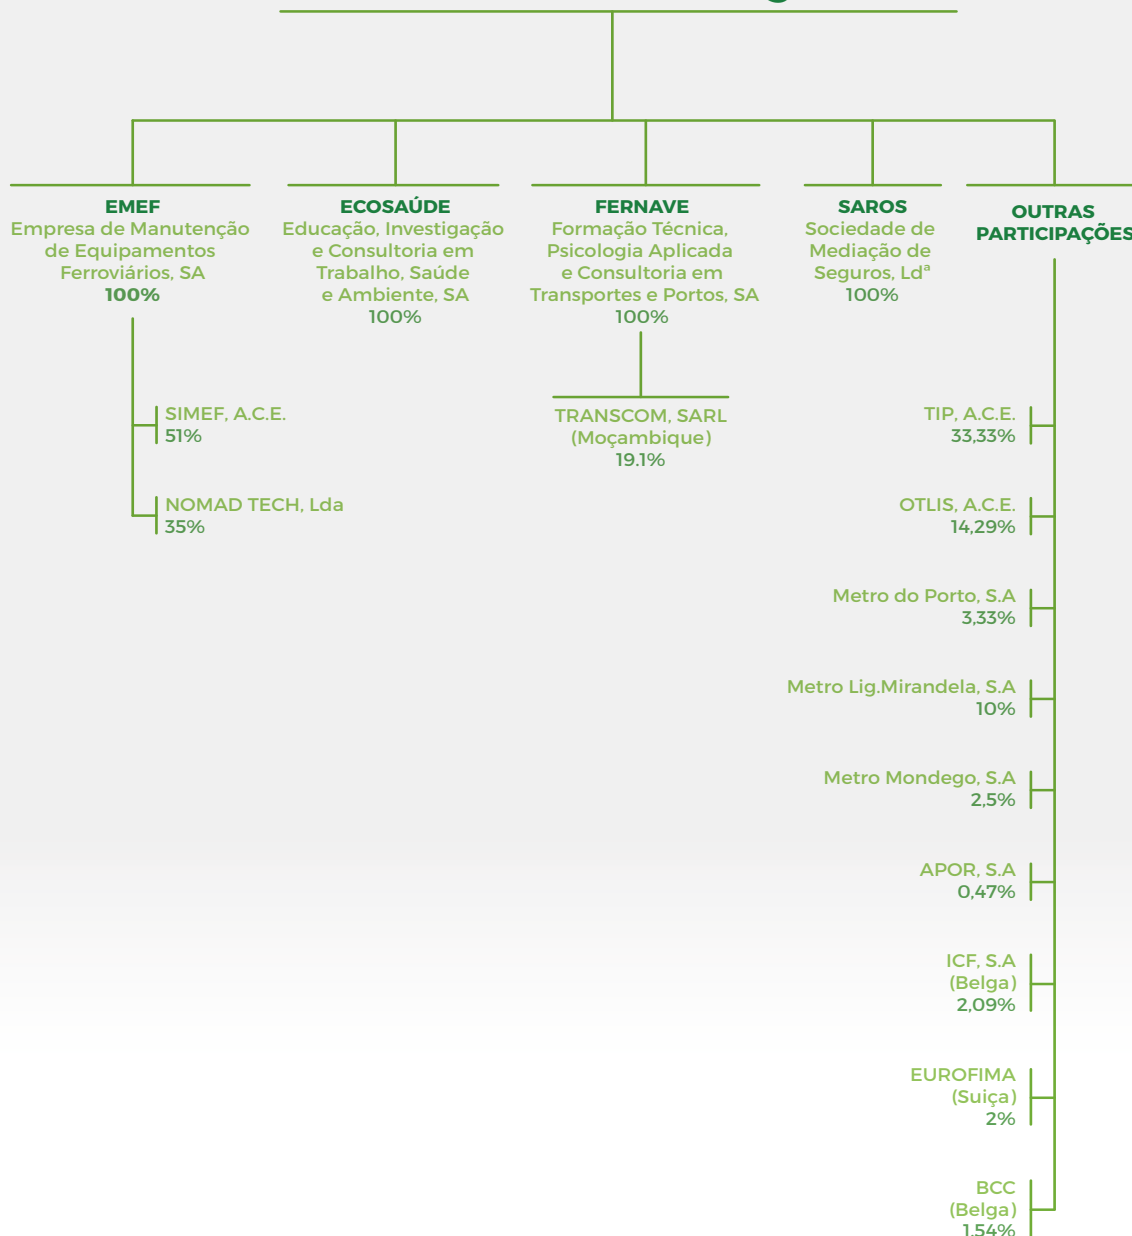 EMEF
Empresa de Manutenção
de Equipamentos
Ferroviários, SA
100%
ECOSAÚDE
Educação, Investigação
e Consultoria em
Trabalho, Saúde
e Ambiente, SA
100%
FERNAVE
Formação Técnica,
Psicologia Aplicada
e Consultoria em
Transportes e Portos, SA
100%
SAROS
Sociedade de
Mediação de
Seguros, Ldª
100%
OUTRAS
PARTICIPAÇÕES
SIMEF, A.C.E.
51%
NOMAD TECH, Lda
35%
TRANSCOM, SARL
(Moçambique)
19.1%
TIP, A.C.E.
33,33%
OTLIS, A.C.E.
14,29%
Metro do Porto, S.A
3,33%
Metro Lig.Mirandela, S.A
10%
Metro Mondego, S.A
2,5%
APOR, S.A
0,47%
ICF, S.A
(Belga)
2,09%
EUROFIMA
(Suiça)
2%
BCC
(Belga)
1,54%